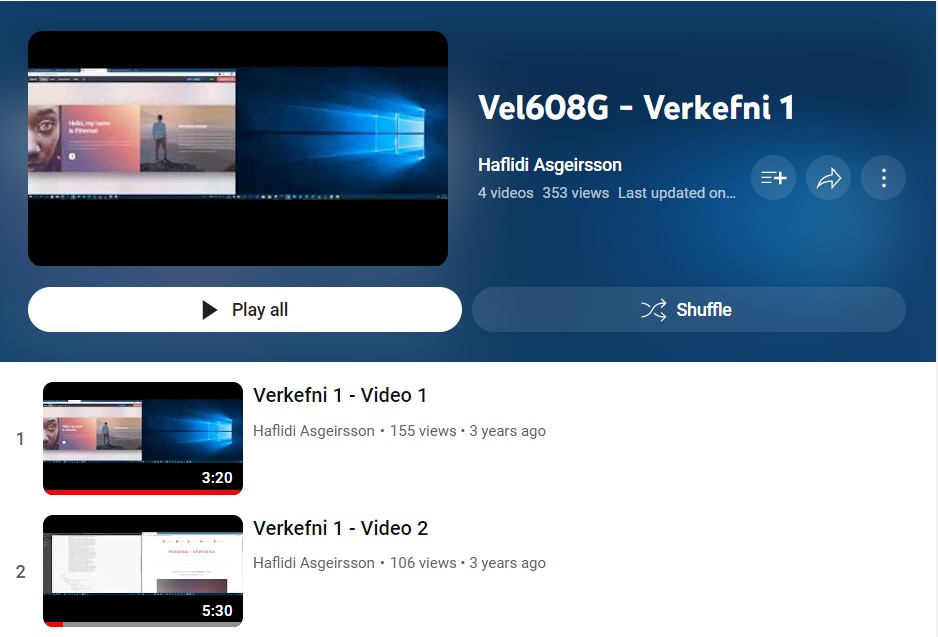 Hello, my name
is Ethereal
Vel608G - Verkefni 1
Haflidi Asgeirsson
4 videos 353 views Last updated on...
Play all
Shuffle
1
3:20
Verkefni 1 - Video 1
Haflidi Asgeirsson • 155 views • 3 years ago
2
5:30
Verkefni 1 - Video 2
Haflidi Asgeirsson • 106 views • 3 years ago